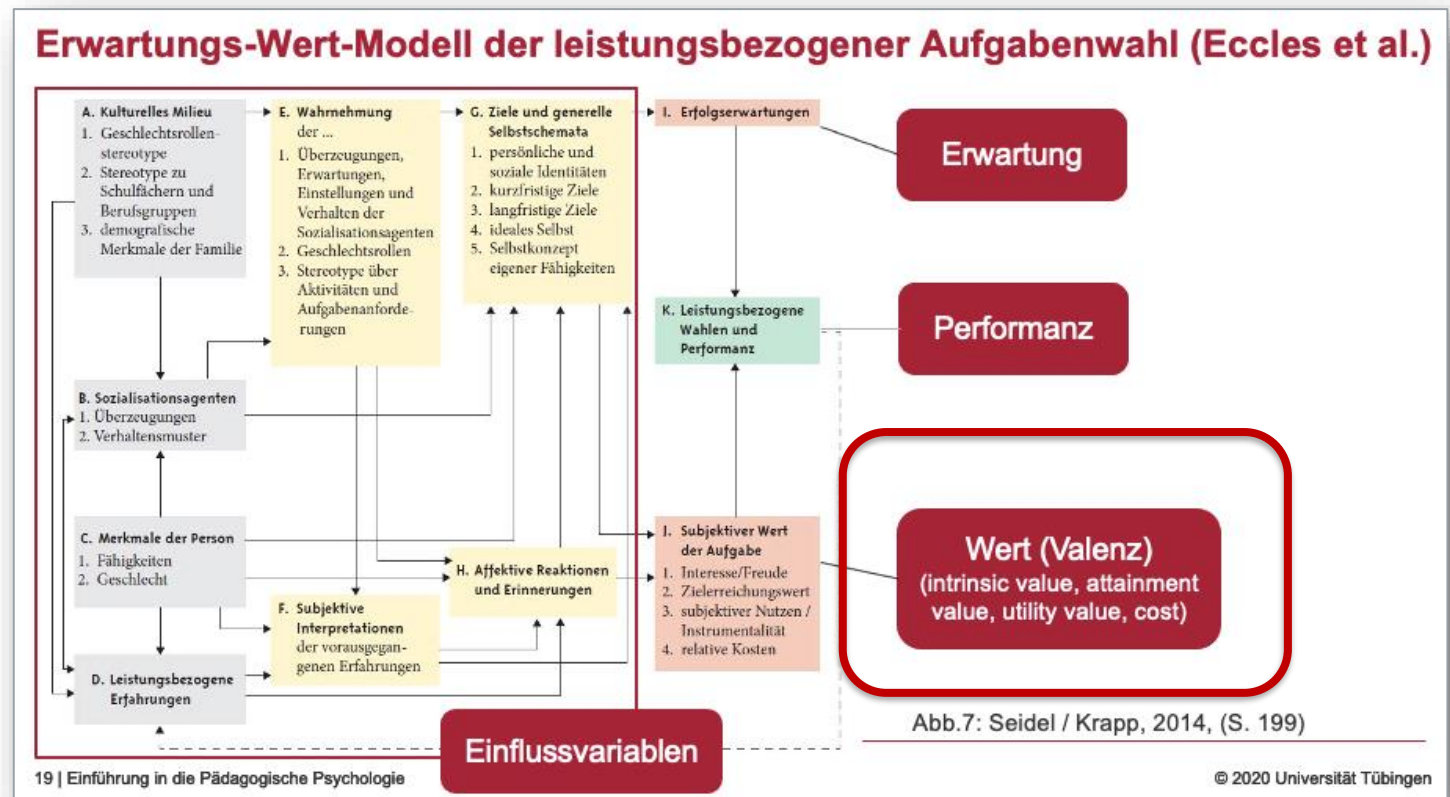 Erwartungs-Wert-Modell der leistungsbezogener Aufgabenwahl (Eccles et al.)
A. Kulturelles Milieu
1. Geschlechtsrollen-
stereotype
2. Stereotype zu
Schulfächern und
Berufsgruppen
3. demografische
Merkmale der Familie
B. Sozialisationsagenten
1. Überzeugungen
2. Verhaltensmuster
C. Merkmale der Person
1. Fähigkeiten
2. Geschlecht
D. Leistungsbezogene
Erfahrungen
E. Wahrnehmung
der ...
1. Überzeugungen,
Erwartungen,
Einstellungen und
Verhalten der
Sozialisationsagenten
2. Geschlechtsrollen
3. Stereotype über
Aktivitäten und
Aufgabenanforde-
rungen
F. Subjektive
Interpretationen
der vorausgegan-
genen Erfahrungen
G. Ziele und generelle
Selbstschemata
1. persönliche und
soziale Identitäten
2. kurzfristige Ziele
3. langfristige Ziele
4. ideales Selbst
5. Selbstkonzept
eigener Fähigkeiten
H. Affektive Reaktionen
und Erinnerungen
I. Erfolgserwartungen
K. Leistungsbezogene
Wahlen und
Performanz
J. Subjektiver Wert
der Aufgabe
1. Interesse/Freude
2. Zielerreichungswert
3. subjektiver Nutzen /
Instrumentalität
4. relative Kosten
Erwartung
Performanz
Wert (Valenz)
(intrinsic value, attainment
value, utility value, cost)
Einflussvariablen
Abb.7: Seidel / Krapp, 2014, (S. 199)
19 | Einführung in die Pädagogische Psychologie
© 2020 Universität Tübingen